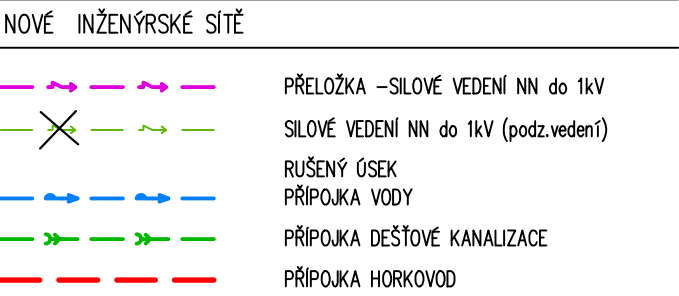 NOVÉ INŽENÝRSKÉ SÍTĚ
PŘELOŽKA -SILOVÉ VEDENÍ NN do 1kV
SILOVÉ VEDENÍ NN do 1kV (podz.vedení)
RUŠENÝ ÚSEK
PŘÍPOJKA VODY
PŘÍPOJKA DEŠŤOVÉ KANALIZACE
PŘÍPOJKA HORKOVOD